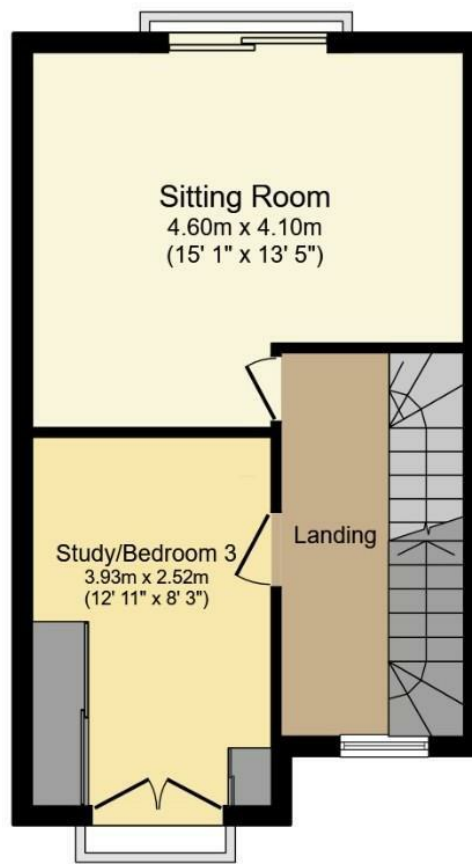 Sitting Room
4.60m x 4.10m
(15' 1" x 13' 5")
Landing
Study/Bedroom 3
3.93m x 2.52m
(12' 11" x 8' 3")